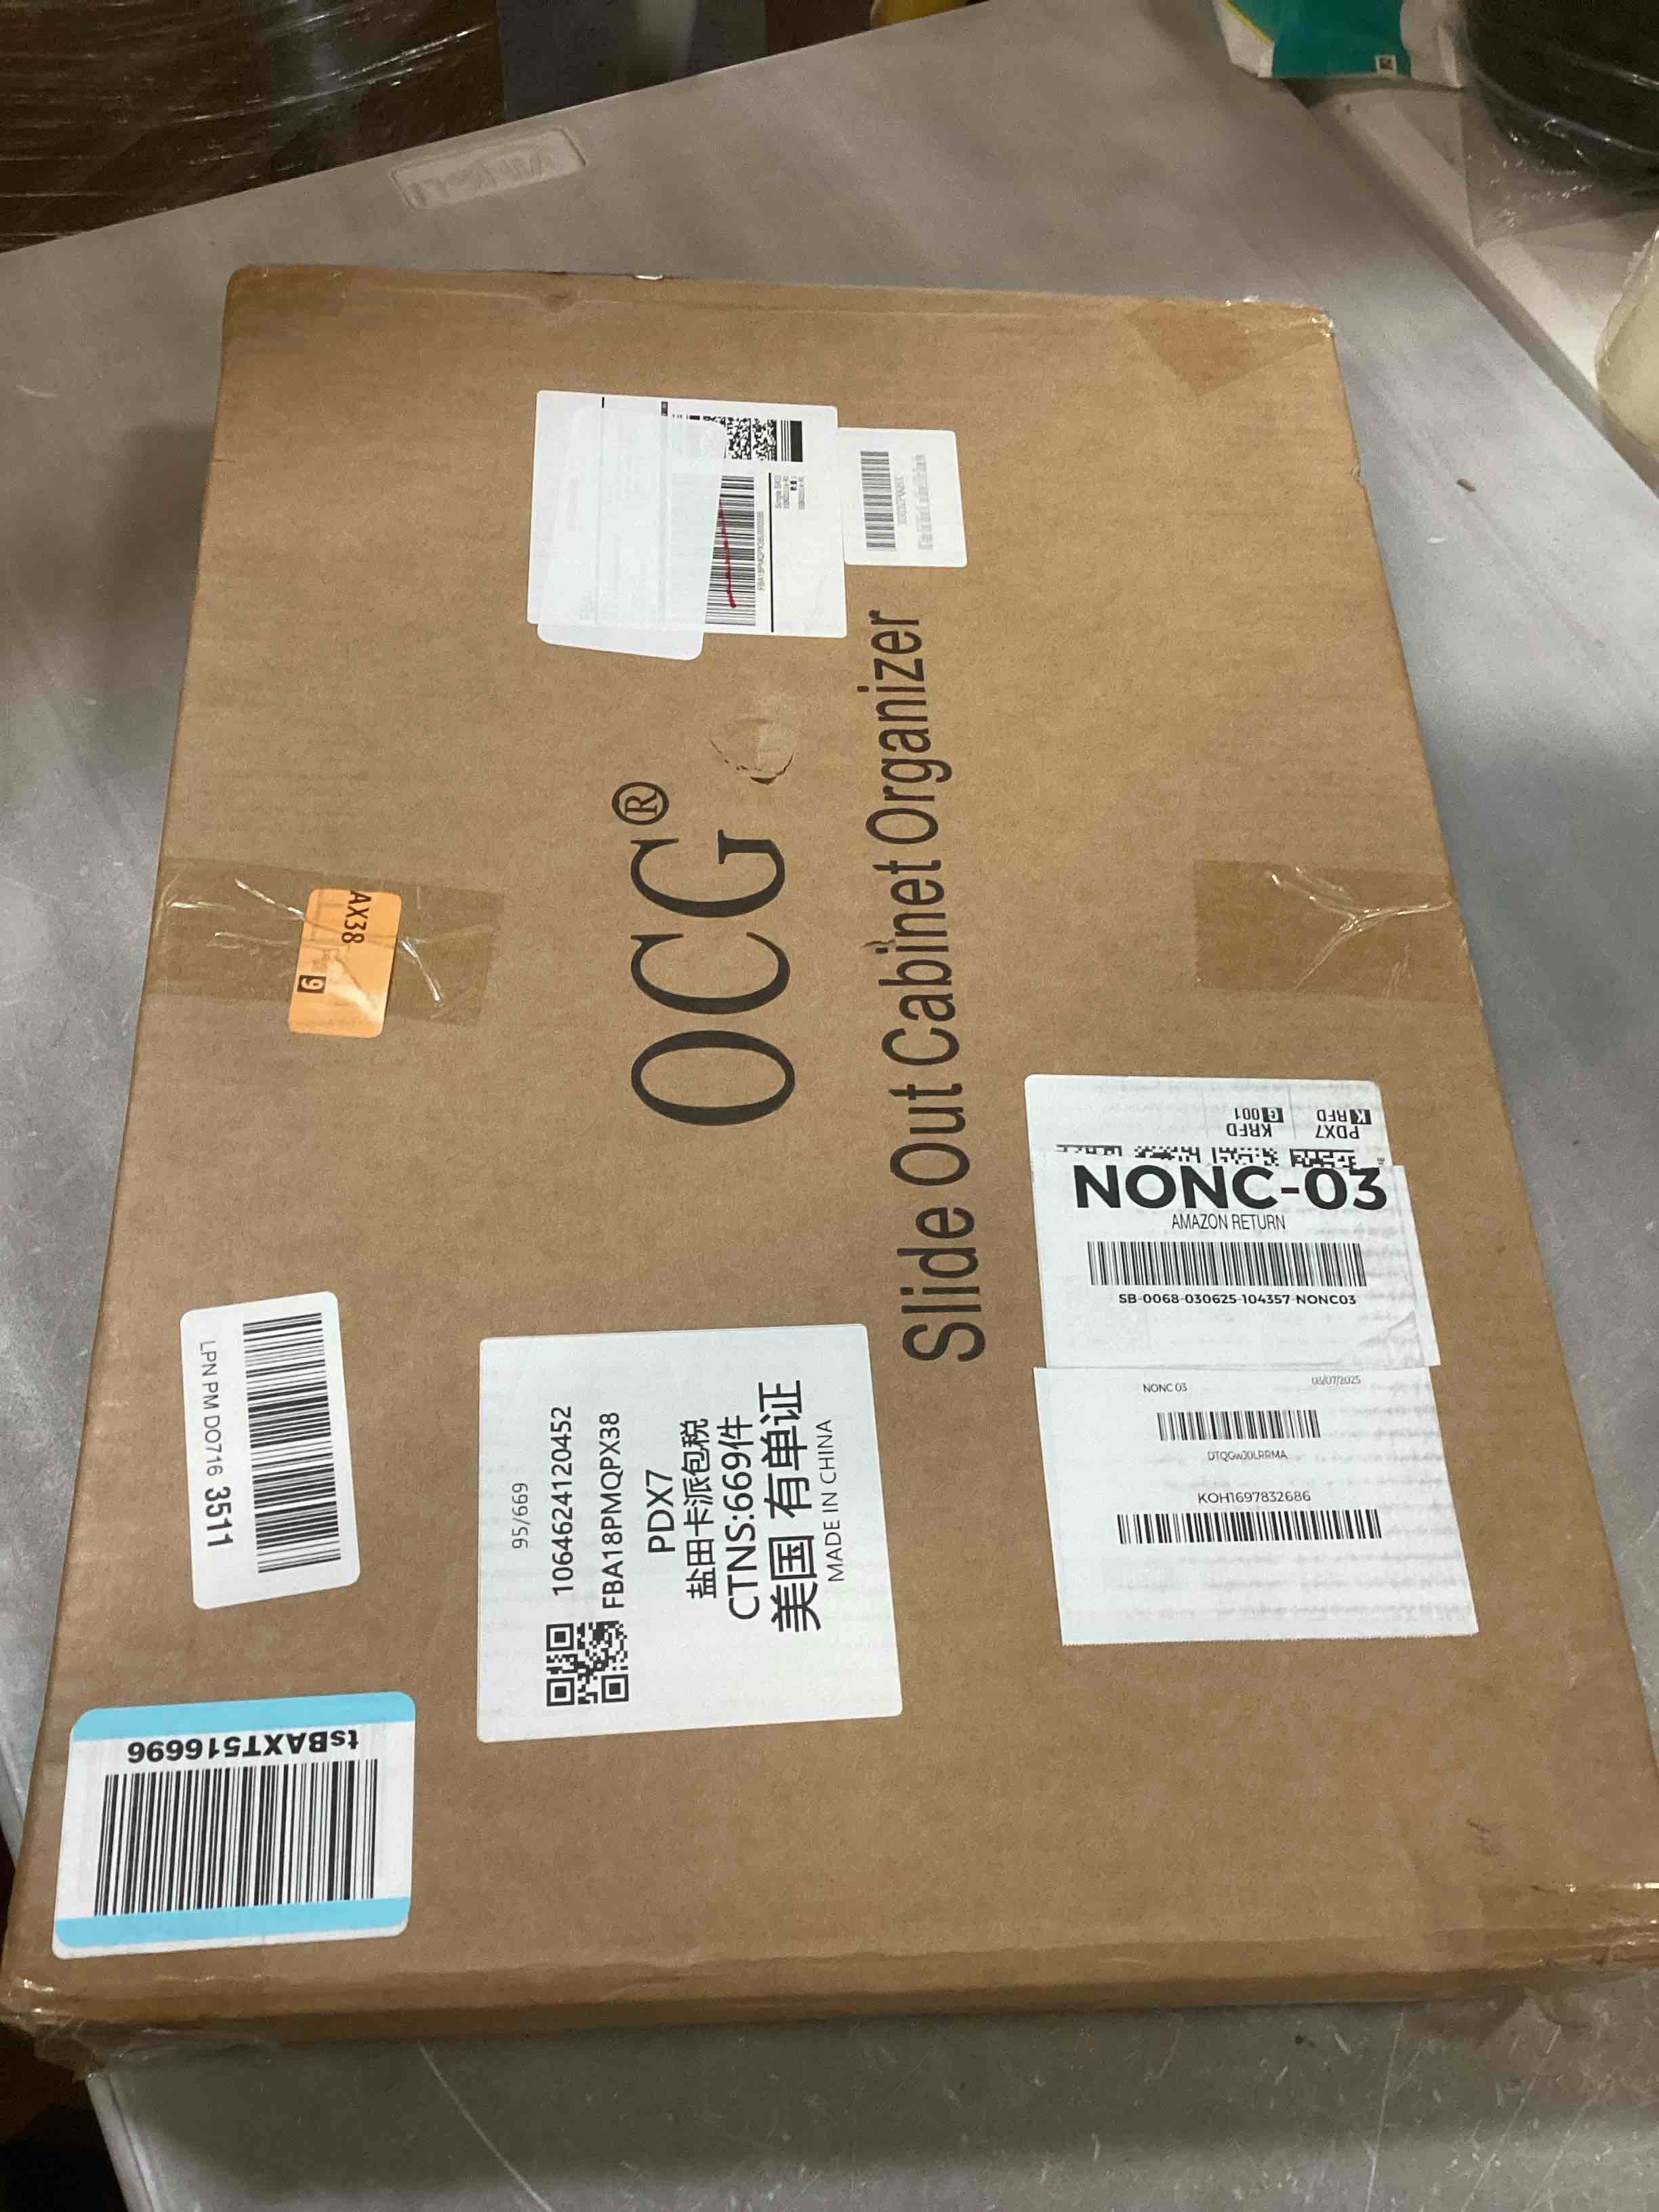 FBA18PMQPX38U000095
OCG®
Slide Out Cabinet Organizer
AX38
9
LPN PM DO716 3511
tsBAXT516696
95/669
1064624120452
FBA18PMQPX38
PDX7
盐田卡派包税
CTNS:669件
美国 有单证
MADE IN CHINA
PDX7
K RFD
KRFD
C 001
NONC-03
AMAZON RETURN
SB-0068-030625-104357-NONC03
NONC 03
03/07/2025
KOH1697832686